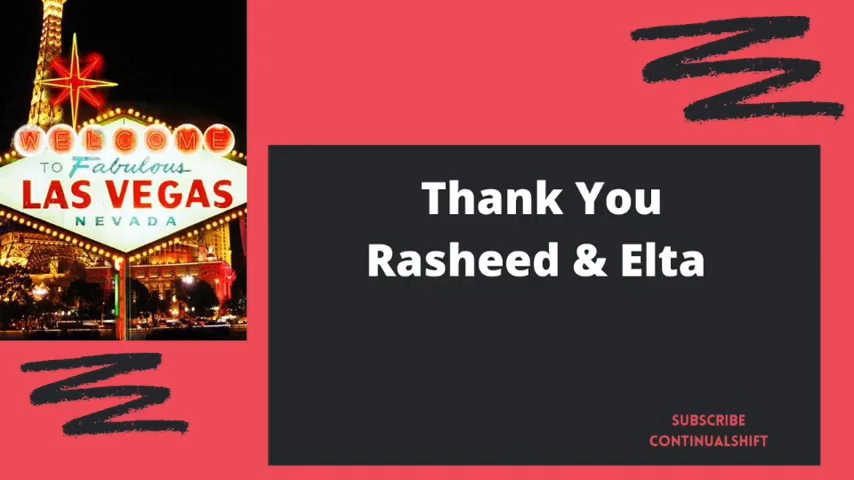 WELCOME
TO Fabulous
LAS VEGAS
NEVADA
Thank You
Rasheed & Elta
SUBSCRIBE
CONTINUALSHIFT